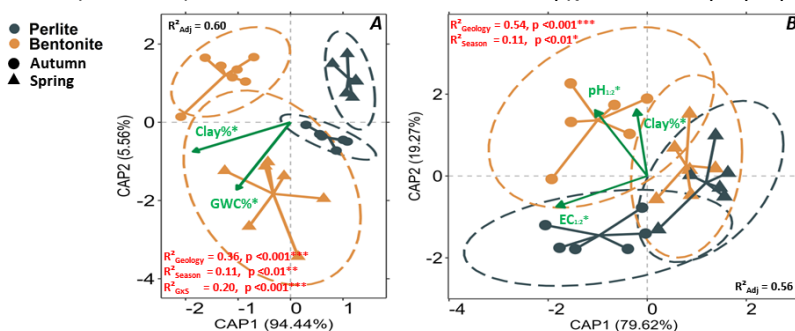 Perlite
Bentonite
Autumn
Spring
A
R²Adj = 0.60
2
0
-2
-4
CAP2 (5.56%)
Clay%*
GWC%*
R²Geology = 0.36, p <0.001***
R²Season = 0.11, p <0.01**
R²GxS = 0.20, p <0.001***
-2
-1
0
1
CAP1 (94.44%)
B
R²Geology = 0.54, p <0.001***
R²Season = 0.11, p <0.01*
2
0
-2
CAP2 (19.27%)
pH1:2*
Clay%*
EC1:2*
R²Adj = 0.56
-4
-2
0
2
CAP1 (79.62%)